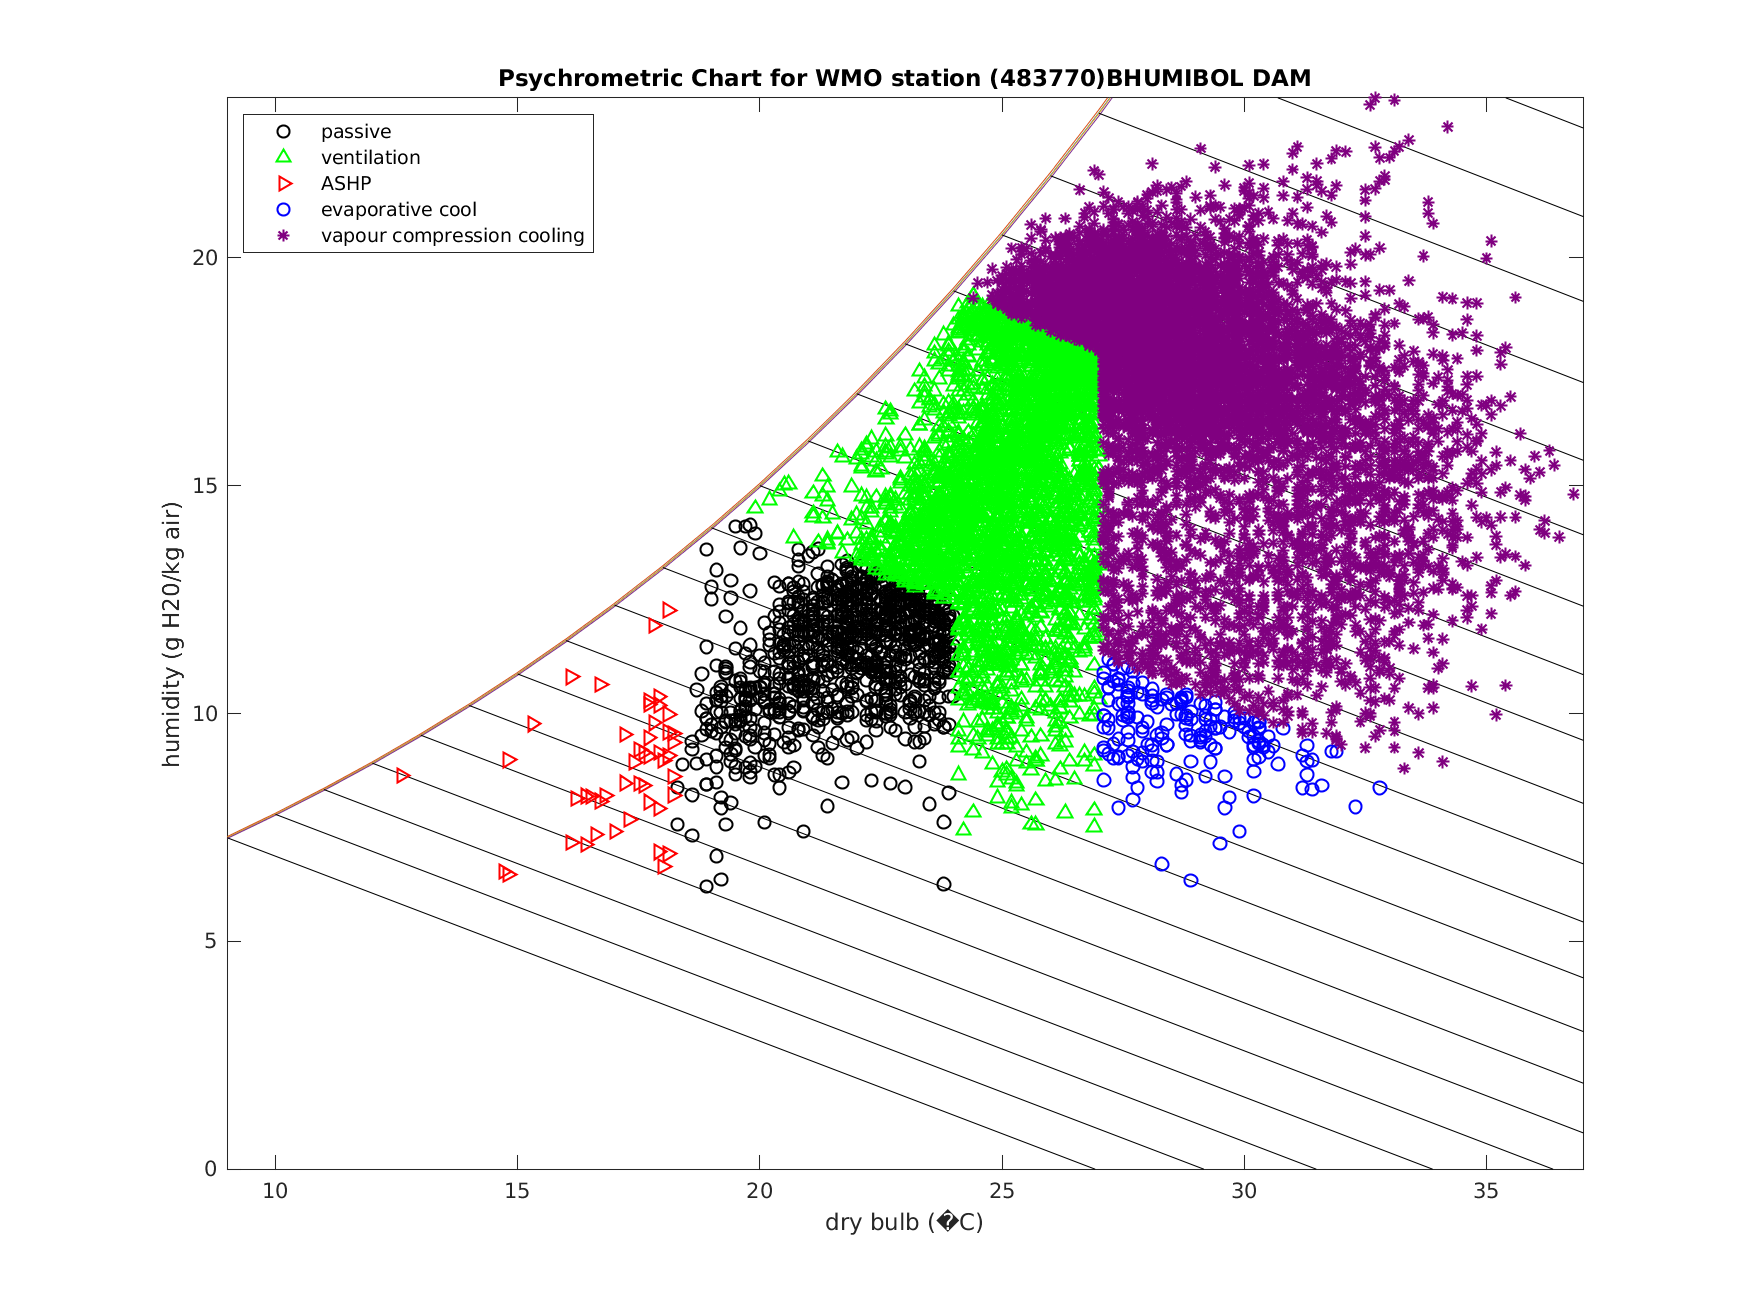 Psychrometric Chart for WMO station (483770)BHUMIBOL DAM
passive
ventilation
ASHP
evaporative cool
vapour compression cooling
humidity (g H20/kg air)
20
15
10
5
0
10 15 20 25 30 35
dry bulb (�C)